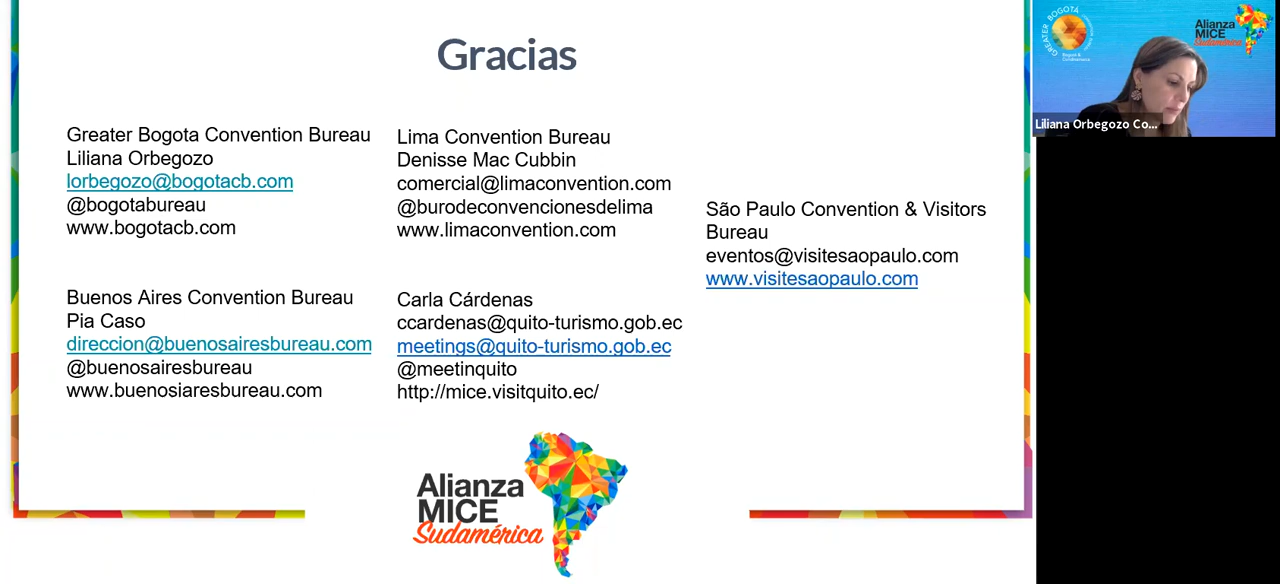 Gracias
Greater Bogota Convention Bureau
Liliana Orbegozo
lorbegozo@bogotacb.com
@bogotabureau
www.bogotacb.com
Buenos Aires Convention Bureau
Pia Caso
direccion@buenosairesbureau.com
@buenosairesbureau
www.buenosiaresbureau.com
Lima Convention Bureau
Denisse Mac Cubbin
comercial@limaconvention.com
@burodeconvencionesdelima
www.limaconvention.com
Carla Cárdenas
ccardenas@quito-turismo.gob.ec
meetings@quito-turismo.gob.ec
@meetinquito
http://mice.visitquito.ec/
São Paulo Convention & Visitors
Bureau
eventos@visitesaopaulo.com
www.visitesaopaulo.com
Alianza
MICE
Sudamérica
GREATER BOGOTÁ
Alianza
MICE
Sudamérica
Liliana Orbegozo Co...